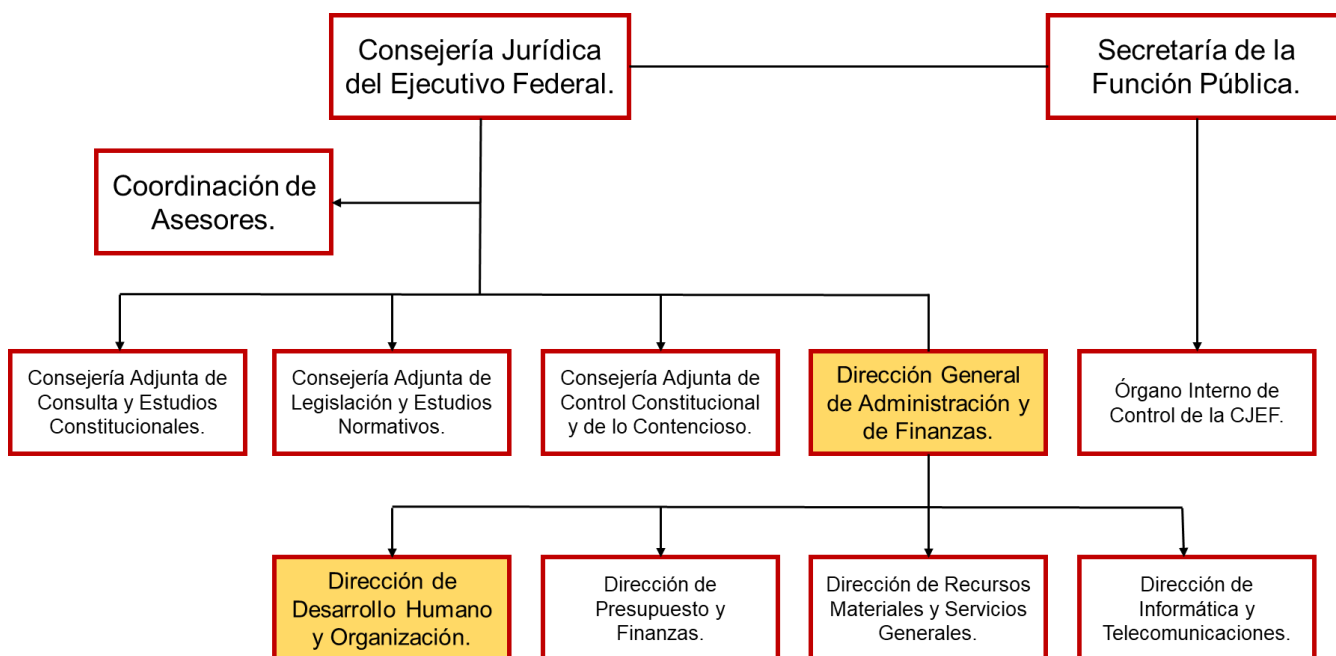 Consejería Jurídica
del Ejecutivo Federal.
Secretaría de la
Función Pública.
Coordinación de
Asesores.
Consejería Adjunta de
Consulta y Estudios
Constitucionales.
Consejería Adjunta de
Legislación y Estudios
Normativos.
Consejería Adjunta de
Control Constitucional
y de lo Contencioso.
Dirección General
de Administración y
de Finanzas.
Órgano Interno de
Control de la CJEF.
Dirección de
Desarrollo Humano
y Organización.
Dirección de
Presupuesto y
Finanzas.
Dirección de Recursos
Materiales y Servicios
Generales.
Dirección de
Informática y
Telecomunicaciones.